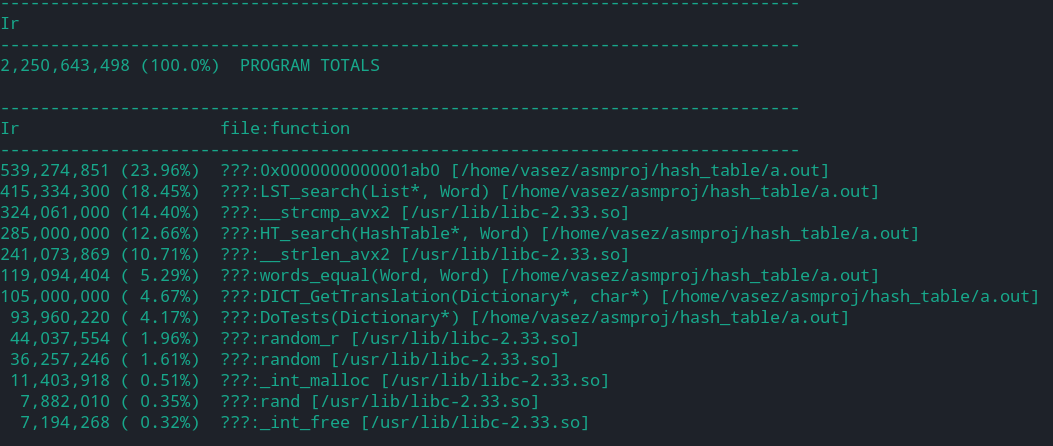 --------------------------------------------------------------------------------
Ir
--------------------------------------------------------------------------------
2,250,643,498 (100.0%)  PROGRAM TOTALS
--------------------------------------------------------------------------------
Ir                    file:function
--------------------------------------------------------------------------------
539,274,851 (23.96%)  ???:0x0000000000001ab0 [/home/vasez/asmproj/hash_table/a.out]
415,334,300 (18.45%)  ???:LST_search(List*, Word) [/home/vasez/asmproj/hash_table/a.out]
324,061,000 (14.40%)  ???:__strcmp_avx2 [/usr/lib/libc-2.33.so]
285,000,000 (12.66%)  ???:HT_search(HashTable*, Word) [/home/vasez/asmproj/hash_table/a.out]
241,073,869 (10.71%)  ???:__strlen_avx2 [/usr/lib/libc-2.33.so]
119,094,404 ( 5.29%)  ???:words_equal(Word, Word) [/home/vasez/asmproj/hash_table/a.out]
105,000,000 ( 4.67%)  ???:DICT_GetTranslation(Dictionary*, char*) [/home/vasez/asmproj/hash_table/a.out]
 93,960,220 ( 4.17%)  ???:DoTests(Dictionary*) [/home/vasez/asmproj/hash_table/a.out]
 44,037,554 ( 1.96%)  ???:random_r [/usr/lib/libc-2.33.so]
 36,257,246 ( 1.61%)  ???:random [/usr/lib/libc-2.33.so]
 11,403,918 ( 0.51%)  ???:_int_malloc [/usr/lib/libc-2.33.so]
  7,882,010 ( 0.35%)  ???:rand [/usr/lib/libc-2.33.so]
  7,194,268 ( 0.32%)  ???:_int_free [/usr/lib/libc-2.33.so]